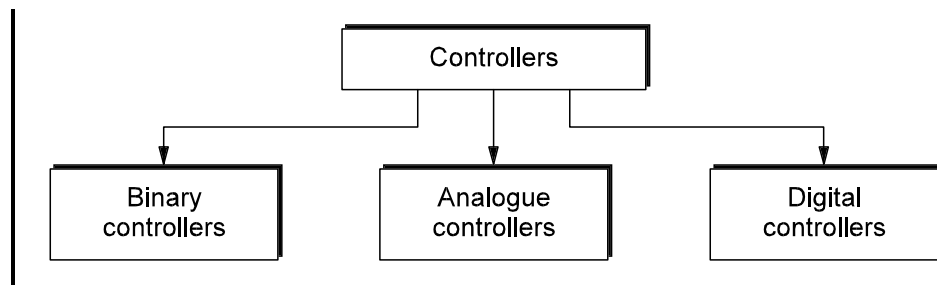 Controllers
Binary
controllers
Analogue
controllers
Digital
controllers